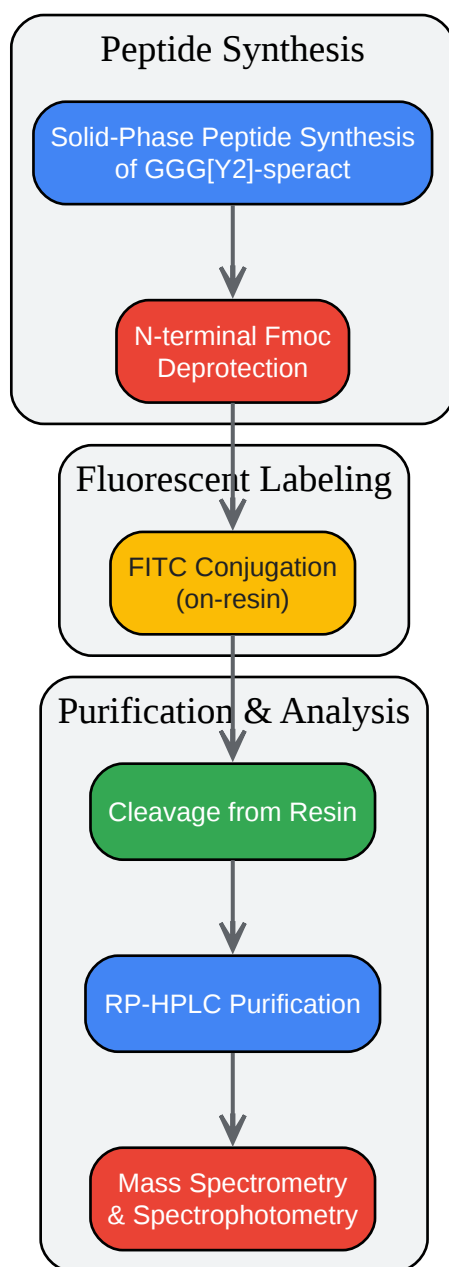 Peptide Synthesis
Solid-Phase Peptide Synthesis
of GGG[Y2]-speract
N-terminal Fmoc
Deprotection
Fluorescent Labeling
FITC Conjugation
(on-resin)
Purification & Analysis
Cleavage from Resin
RP-HPLC Purification
Mass Spectrometry
& Spectrophotometry